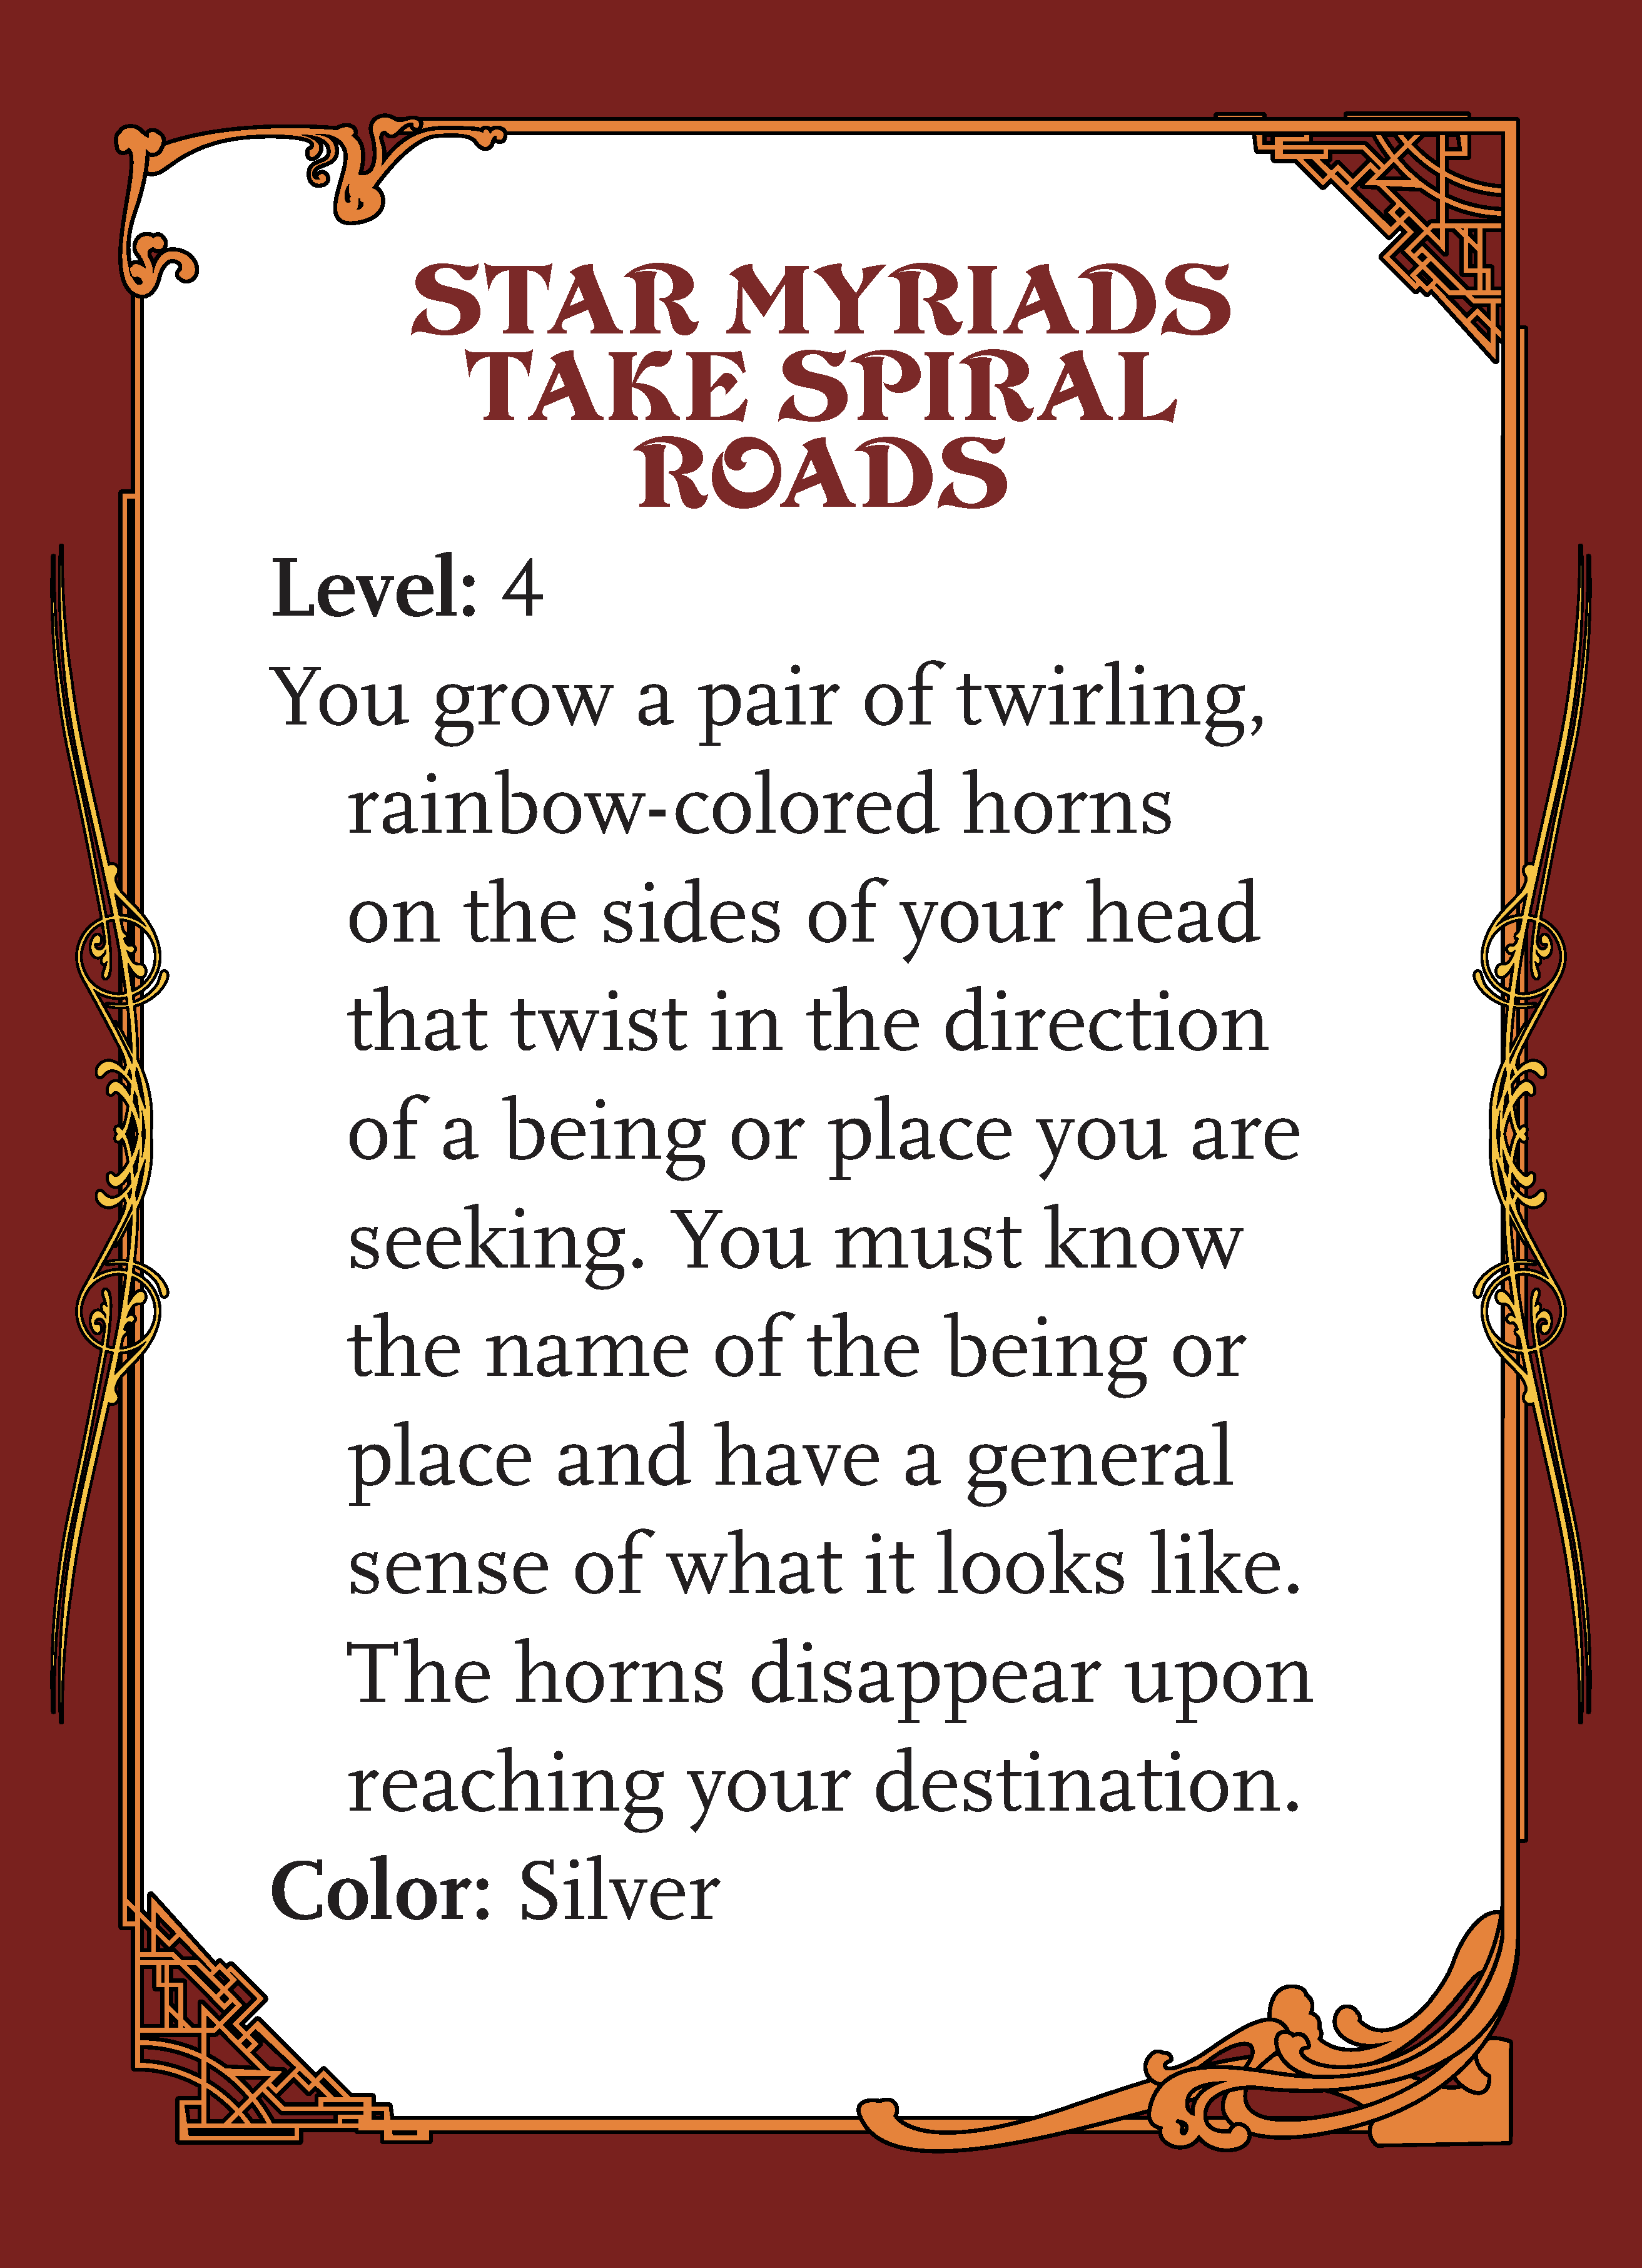 STAR MYRIADS
TAKE SPIRAL
ROADS
Level: 4
You grow a pair of twirling,
rainbow-colored horns
on the sides of your head
that twist in the direction
of a being or place you are
seeking. You must know
the name of the being or
place and have a general
sense of what it looks like.
The horns disappear upon
reaching your destination.
Color: Silver